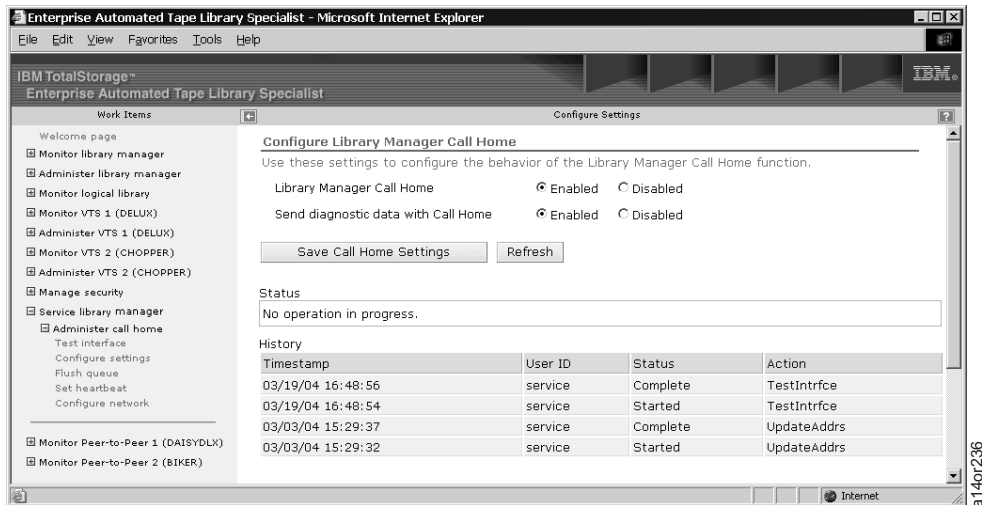 Enterprise Automated Tape Library Specialist - Microsoft Internet Explorer
File Edit View Favorites Tools Help
IBM TotalStorage™
Enterprise Automated Tape Library Specialist
IBM®
Work Items
Configure Settings
?
Welcome page
Monitor library manager
Administer library manager
Monitor logical library
Monitor VTS 1 (DELUX)
Administer VTS 1 (DELUX)
Monitor VTS 2 (CHOPPER)
Administer VTS 2 (CHOPPER)
Manage security
Service library manager
Administer call home
Test interface
Configure settings
Flush queue
Set heartbeat
Configure network
Monitor Peer-to-Peer 1 (DAISYDLX)
Monitor Peer-to-Peer 2 (BIKER)
Configure Library Manager Call Home
Use these settings to configure the behavior of the Library Manager Call Home function.
Library Manager Call Home Enabled Disabled
Send diagnostic data with Call Home Enabled Disabled
Save Call Home Settings Refresh
Status
No operation in progress.
History
Timestamp User ID Status Action
03/19/04 16:48:56 service Complete TestIntrfce
03/19/04 16:48:54 service Started TestIntrfce
03/03/04 15:29:37 service Complete UpdateAddrs
03/03/04 15:29:32 service Started UpdateAddrs
Internet
a14or236